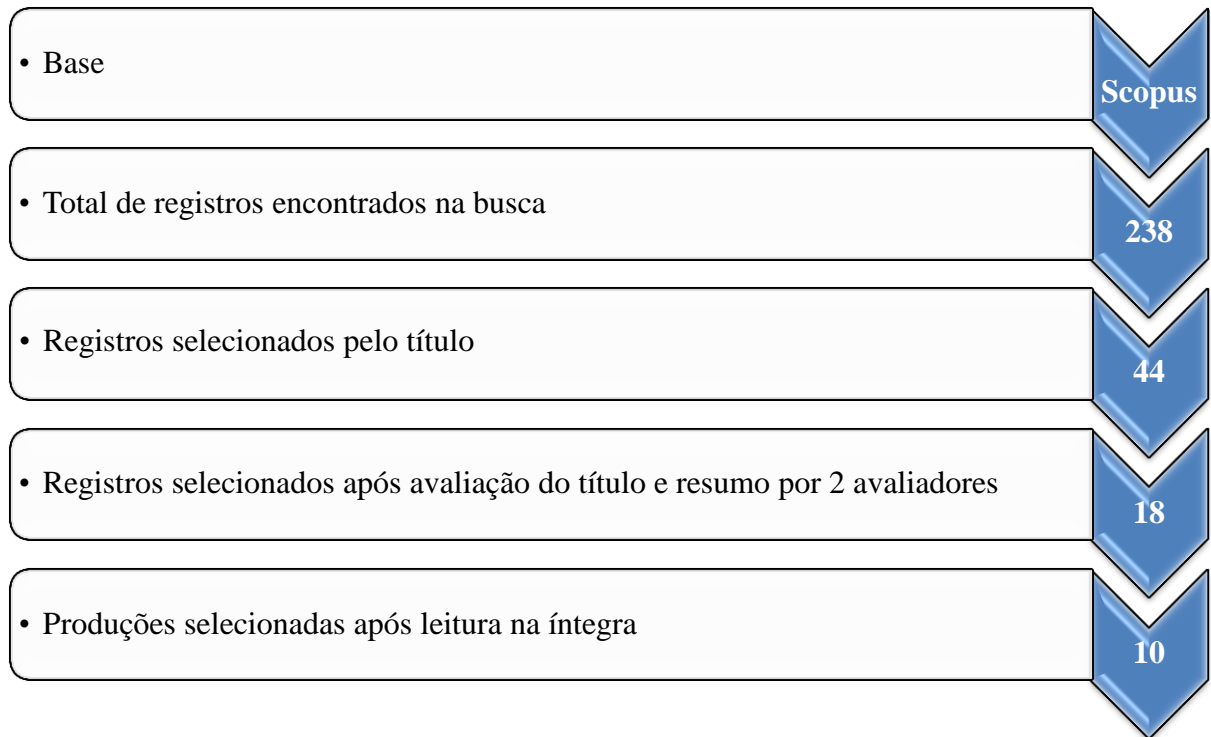 • Base
Scopus
• Total de registros encontrados na busca
238
• Registros selecionados pelo título
44
• Registros selecionados após avaliação do título e resumo por 2 avaliadores
18
• Produções selecionadas após leitura na íntegra
10